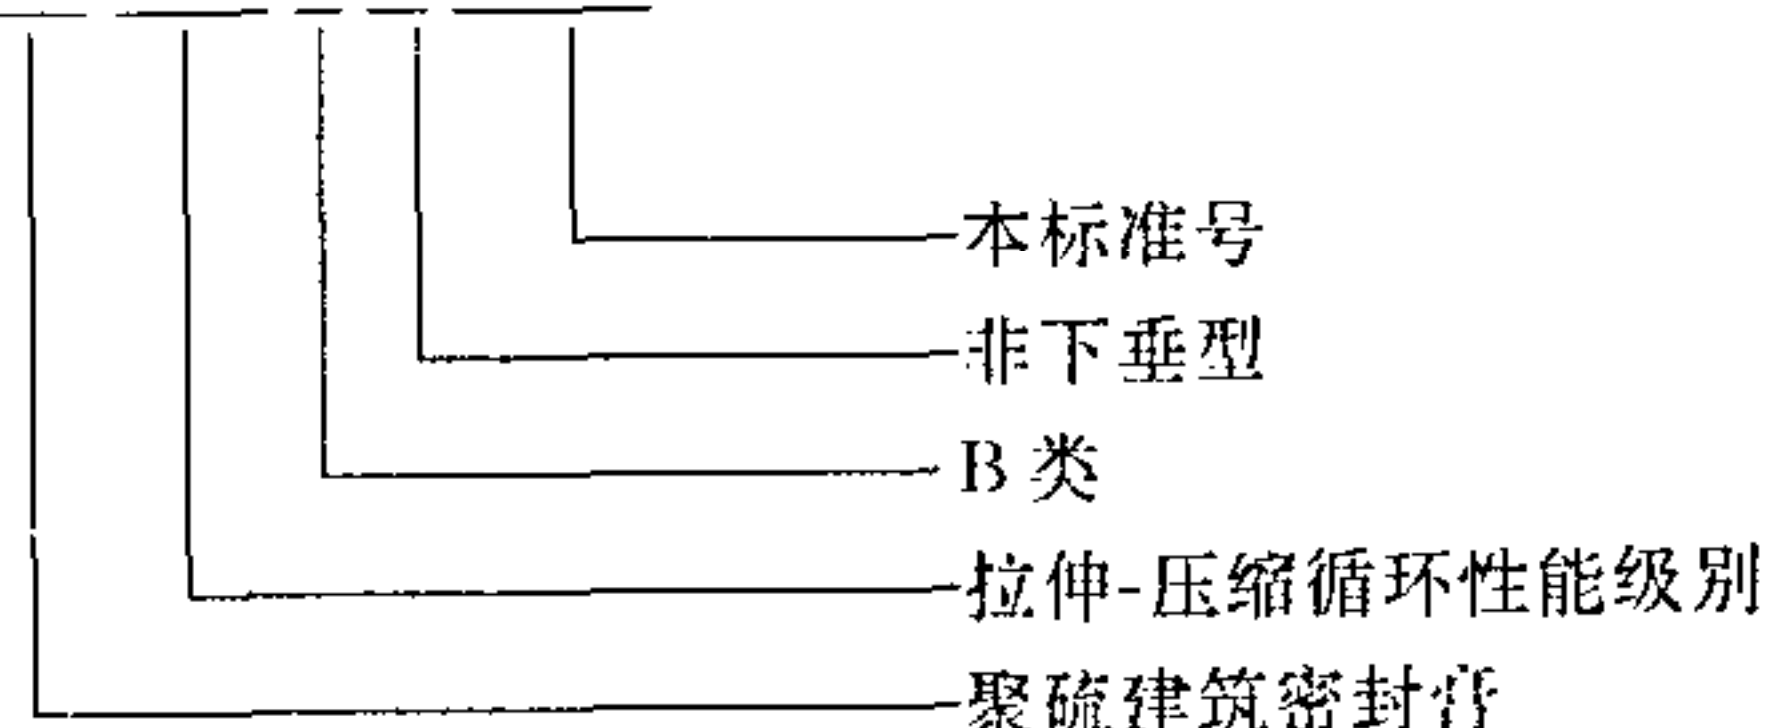 本标准号
非下垂型
B 类
拉伸-压缩循环性能级别
聚硫建筑密封膏